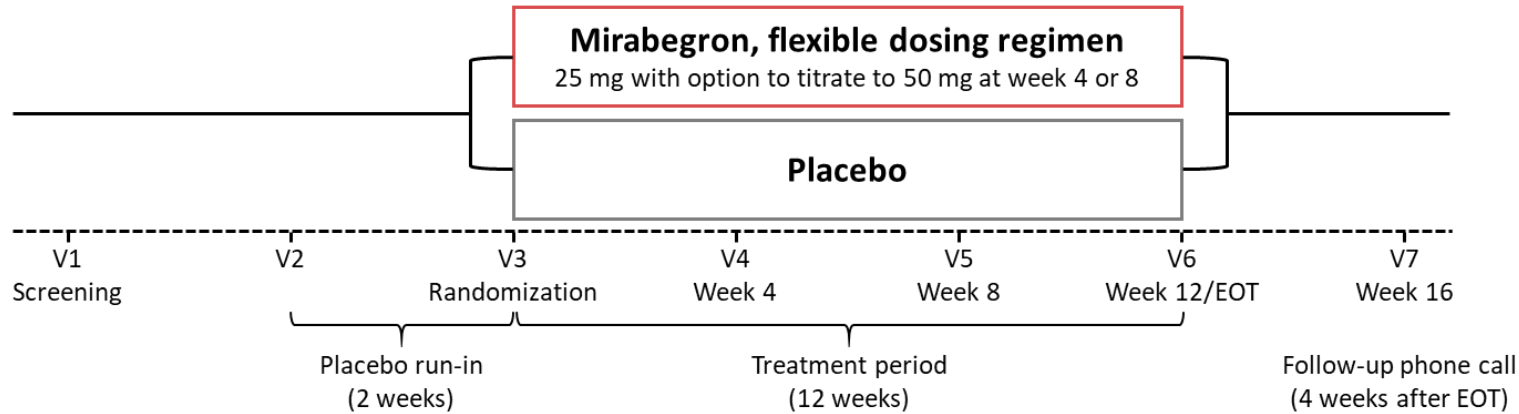 Mirabegron, flexible dosing regimen
25 mg with option to titrate to 50 mg at week 4 or 8
Placebo
V1 V2 V3 V4 V5 V6 V7
Screening Randomization Week 4 Week 8 Week 12/EOT Week 16
Placebo run-in Treatment period Follow-up phone call
(2 weeks) (12 weeks) (4 weeks after EOT)